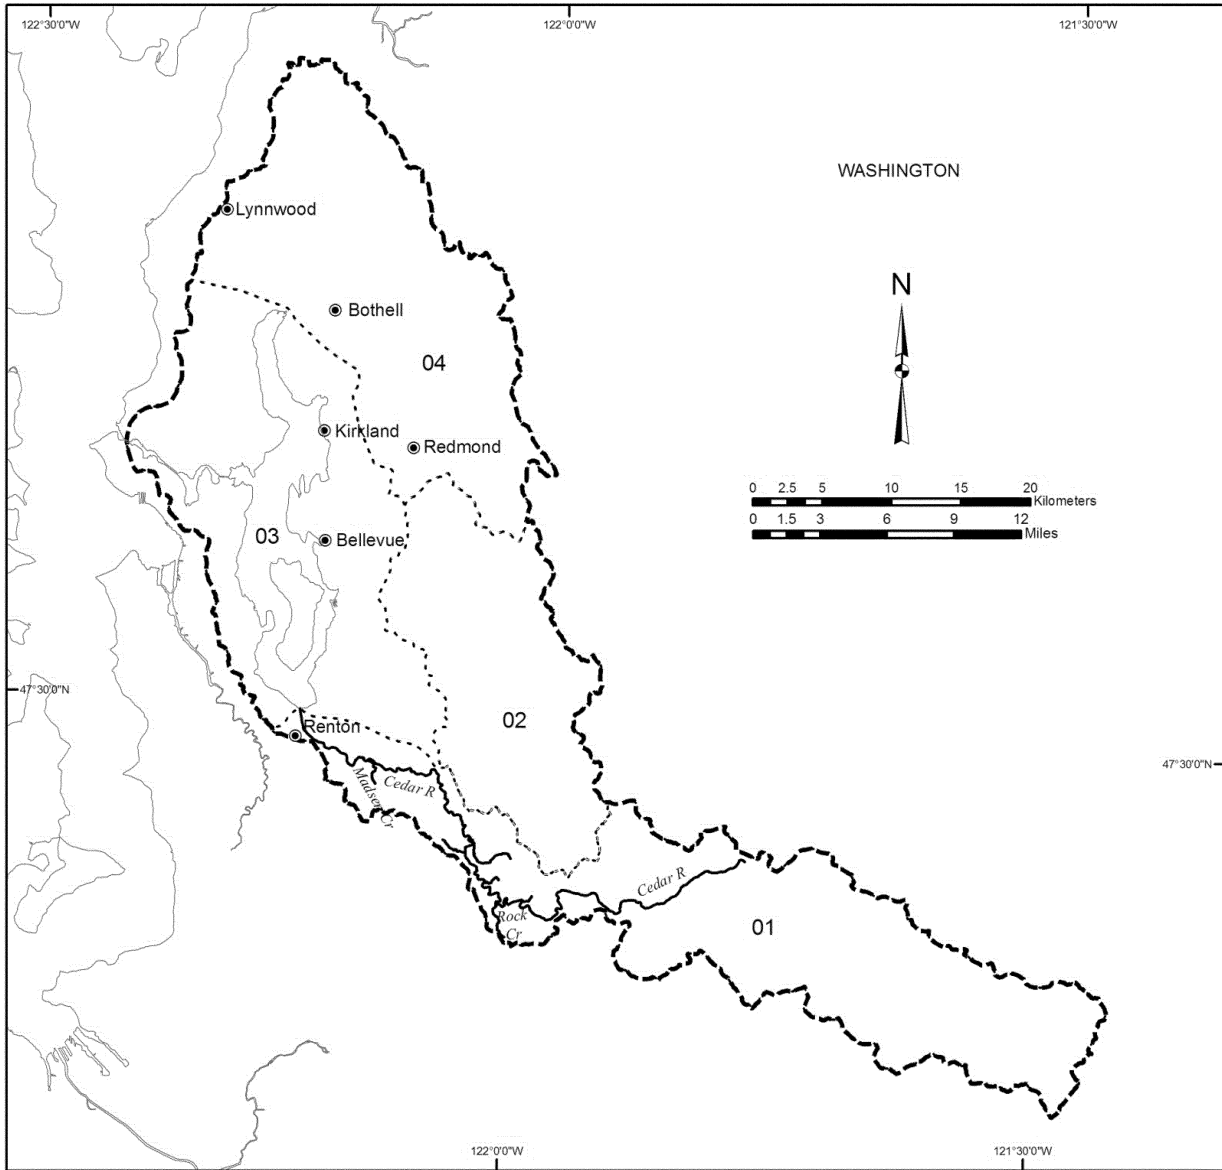 122°30'0"W
122°0'0"W
121°30'0"W
WASHINGTON
Lynnwood
N
Bothell
04
Kirkland
Redmond
0 2.5 5 10 15 20
Kilometers
0 1.5 3 6 9 12
Miles
03
Bellevue
47°30'0"N
02
Renton
47°30'0"N
Madsen Cr
Cedar R
Cedar R
Rock
Cr
01
122°0'0"W
121°30'0"W